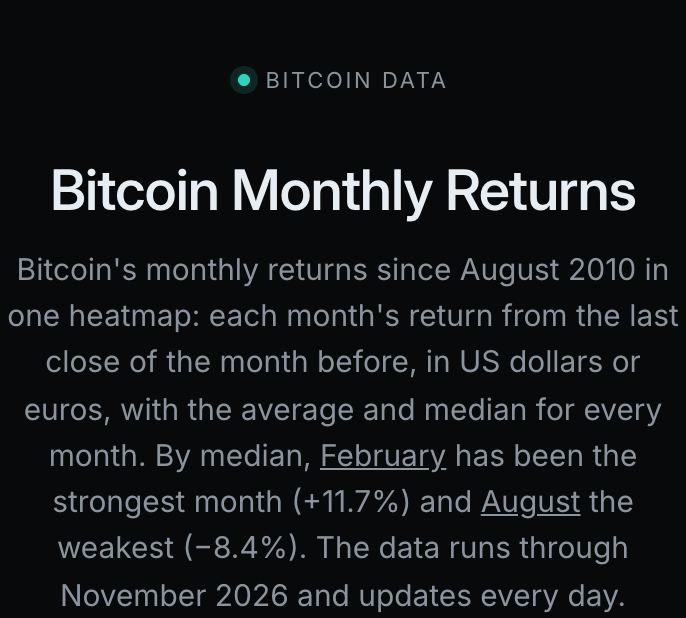 BITCOIN DATA
Bitcoin Monthly Returns
Bitcoin's monthly returns since August 2010 in
one heatmap: each month's return from the last
close of the month before, in US dollars or
euros, with the average and median for every
month. By median, February has been the
strongest month (+11.7%) and August the
weakest (−8.4%). The data runs through
November 2026 and updates every day.